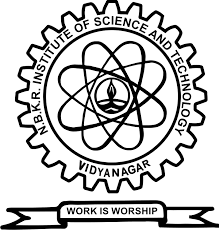 N.B.K.R. INSTITUTE OF SCIENCE AND TECHNOLOGY
VIDYANAGAR
WORK IS WORSHIP